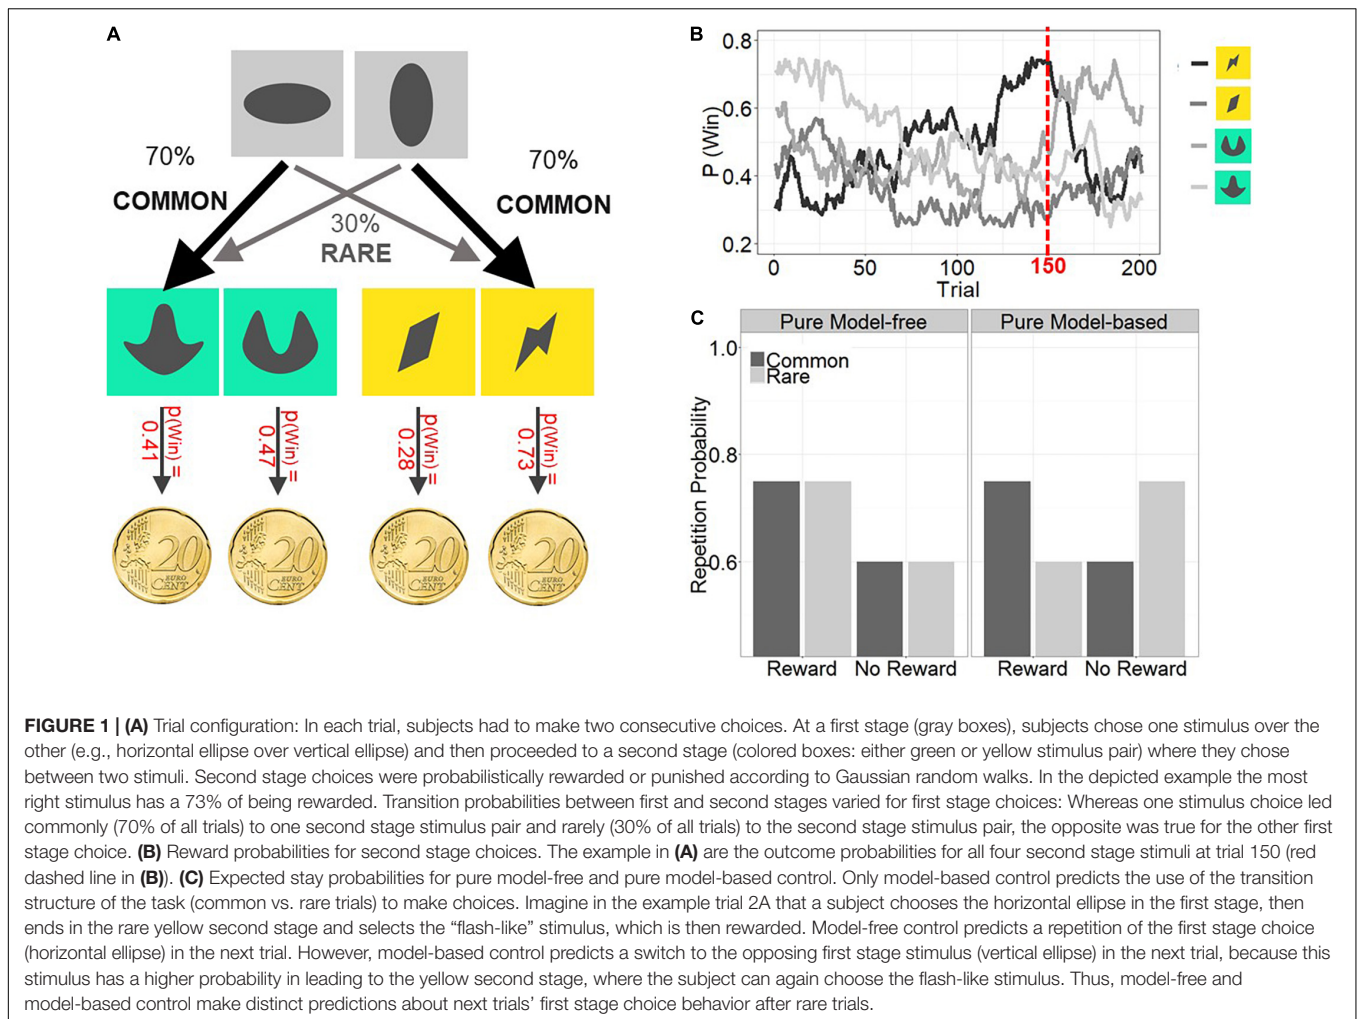 A
70%
COMMON
70%
COMMON
30%
RARE
p(Win) =
0.41
p(Win) =
0.47
p(Win) =
0.28
p(Win) =
0.73
20
EURO
CENT
20
EURO
CENT
20
EURO
CENT
20
EURO
CENT
B
P (Win)
0.8
0.6
0.4
0.2
0
50
100
150
200
Trial
C
Pure Model-free
Pure Model-based
Repetition Probability
1.0
0.8
0.6
Common
Rare
Reward
No Reward
Reward
No Reward
FIGURE 1 | (A) Trial configuration: In each trial, subjects had to make two consecutive choices. At a first stage (gray boxes), subjects chose one stimulus over the
other (e.g., horizontal ellipse over vertical ellipse) and then proceeded to a second stage (colored boxes: either green or yellow stimulus pair) where they chose
between two stimuli. Second stage choices were probabilistically rewarded or punished according to Gaussian random walks. In the depicted example the most
right stimulus has a 73% of being rewarded. Transition probabilities between first and second stages varied for first stage choices: Whereas one stimulus choice led
commonly (70% of all trials) to one second stage stimulus pair and rarely (30% of all trials) to the second stage stimulus pair, the opposite was true for the other first
stage choice. (B) Reward probabilities for second stage choices. The example in (A) are the outcome probabilities for all four second stage stimuli at trial 150 (red
dashed line in (B)). (C) Expected stay probabilities for pure model-free and pure model-based control. Only model-based control predicts the use of the transition
structure of the task (common vs. rare trials) to make choices. Imagine in the example trial 2A that a subject chooses the horizontal ellipse in the first stage, then
ends in the rare yellow second stage and selects the “flash-like” stimulus, which is then rewarded. Model-free control predicts a repetition of the first stage choice
(horizontal ellipse) in the next trial. However, model-based control predicts a switch to the opposing first stage stimulus (vertical ellipse) in the next trial, because this
stimulus has a higher probability in leading to the yellow second stage, where the subject can again choose the flash-like stimulus. Thus, model-free and
model-based control make distinct predictions about next trials’ first stage choice behavior after rare trials.